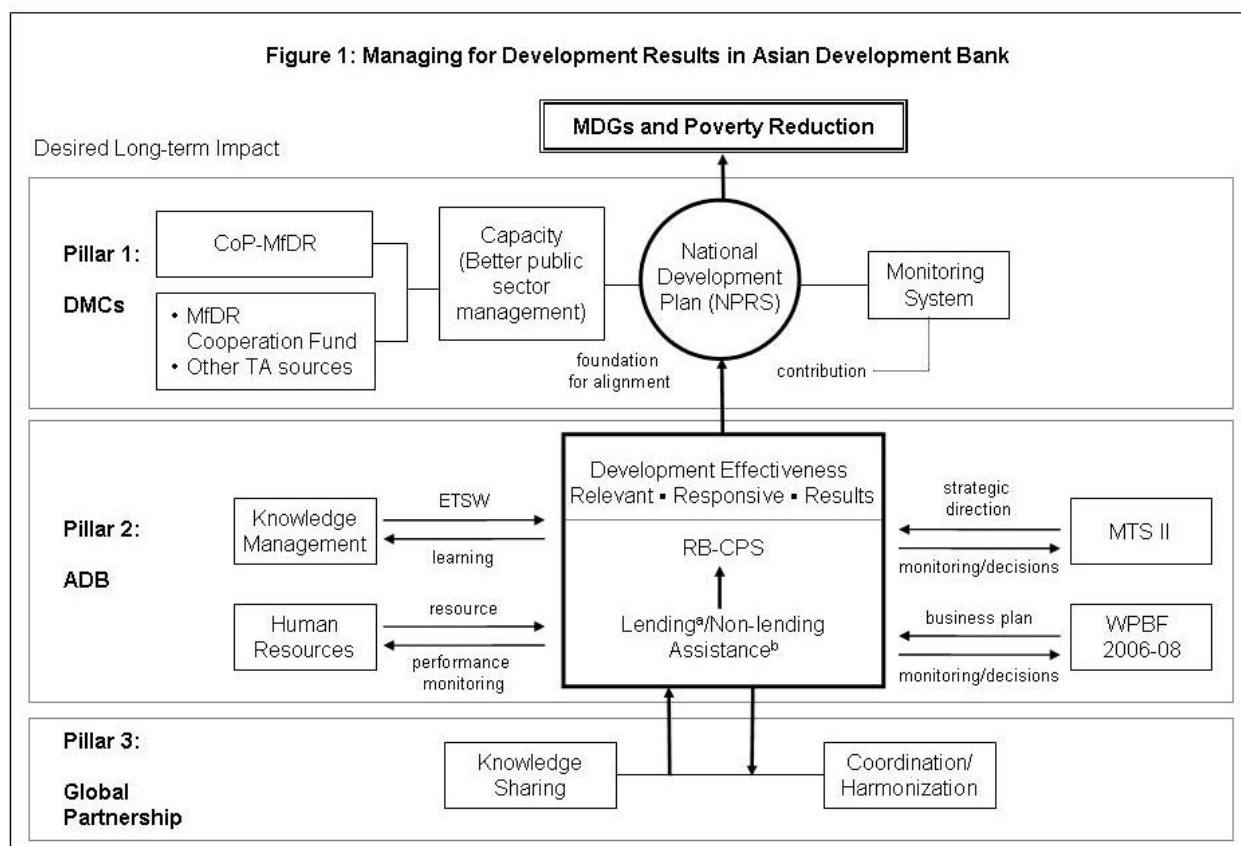 Figure 1: Managing for Development Results in Asian Development Bank
MDGs and Poverty Reduction
Desired Long-term Impact
Pillar 1:
DMCs
CoP-MfDR
• MfDR
Cooperation Fund
• Other TA sources
Capacity
(Better public
sector
management)
National
Development
Plan (NPRS)
Monitoring
System
foundation
for alignment
contribution
Pillar 2:
ADB
Knowledge
Management
ETSW
learning
Human
Resources
resource
performance
monitoring
Development Effectiveness
Relevant ▪ Responsive ▪ Results
RB-CPS
Lendingᵃ/Non-lending
Assistanceᵇ
strategic
direction
monitoring/decisions
MTS II
business plan
monitoring/decisions
WPBF
2006-08
Pillar 3:
Global
Partnership
Knowledge
Sharing
Coordination/
Harmonization